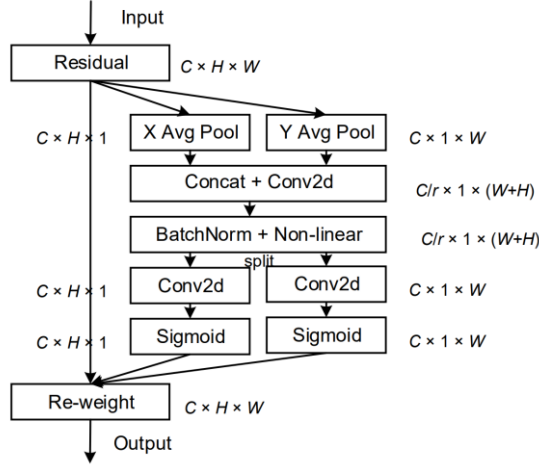 Input
Residual
C × H × W
C × H × 1
X Avg Pool
Y Avg Pool
C × 1 × W
Concat + Conv2d
C/r × 1 × (W+H)
BatchNorm + Non-linear
C/r × 1 × (W+H)
split
C × H × 1
Conv2d
Conv2d
C × 1 × W
C × H × 1
Sigmoid
Sigmoid
C × 1 × W
Re-weight
C × H × W
Output